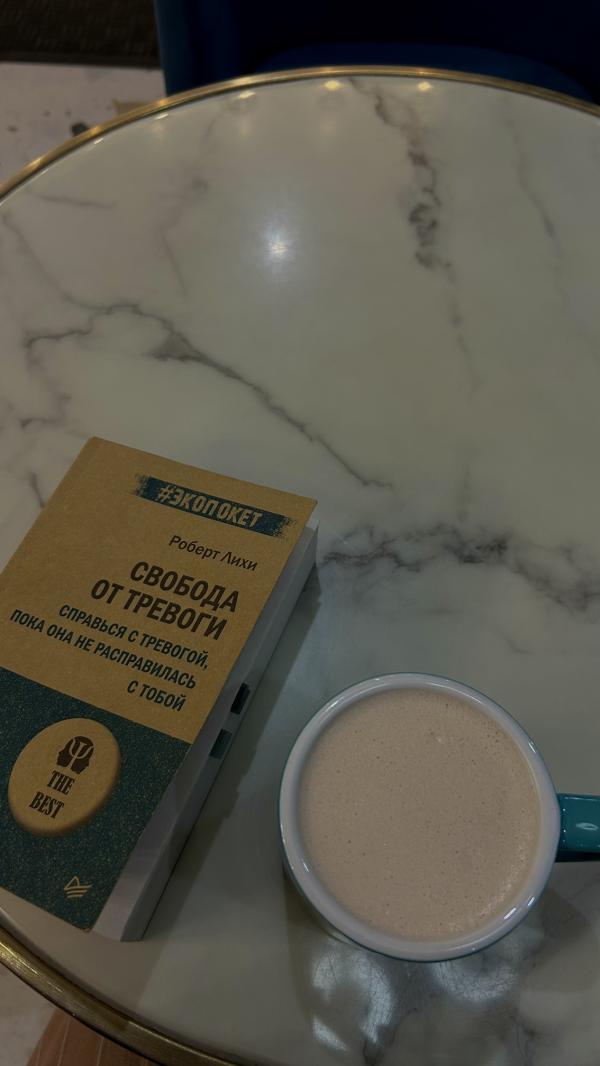 #ЭКОПОКЕТ
Роберт Лихи
СВОБОДА
ОТ ТРЕВОГИ
СПРАВЬСЯ С ТРЕВОГОЙ,
ПОКА ОНА НЕ РАСПРАВИЛАСЬ
С ТОБОЙ
THE
BEST